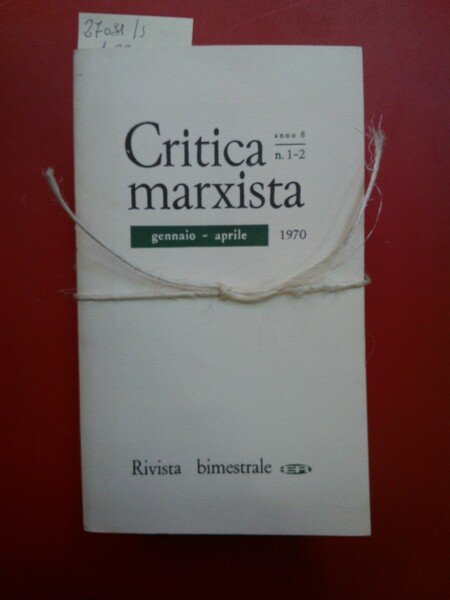 Critica
anno 8
n. 1-2
marxista
gennaio - aprile 1970
Rivista bimestrale